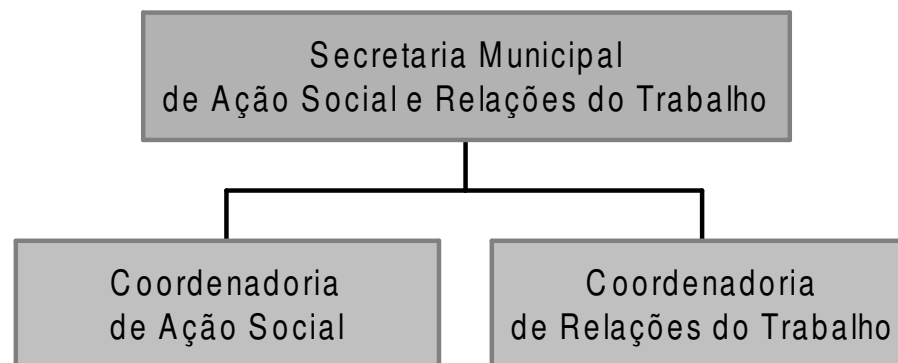 Secretaria Municipal
de Ação Social e Relações do Trabalho
Coordenadoria
de Ação Social
Coordenadoria
de Relações do Trabalho